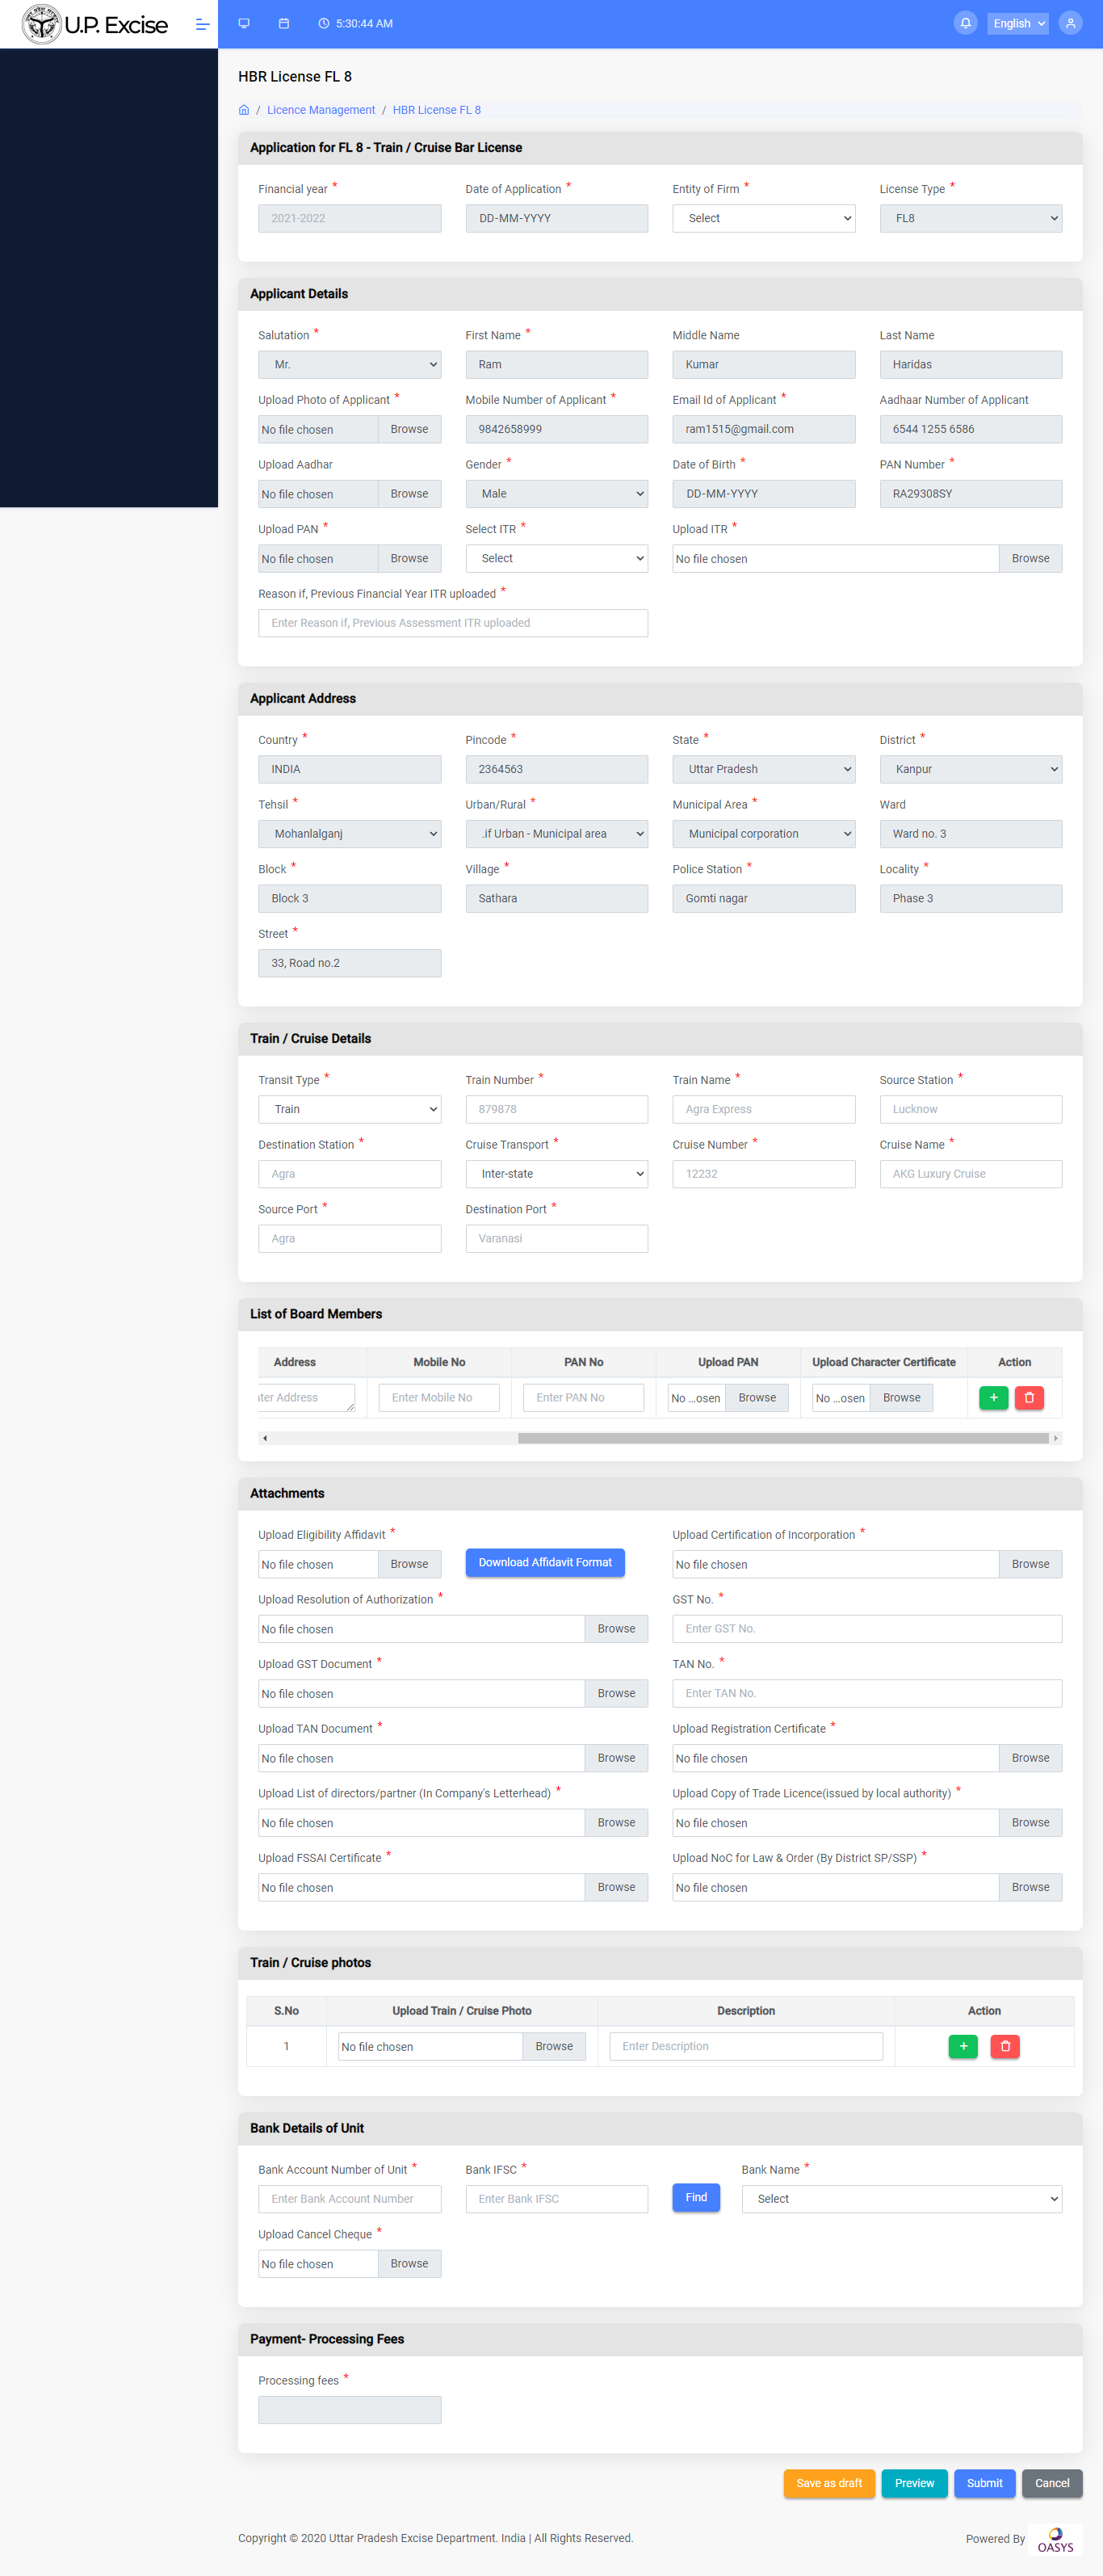 U.P. Excise
5:30:44 AM
English
HBR License FL 8
/ Licence Management / HBR License FL 8
Application for FL 8 - Train / Cruise Bar License
Financial year * Date of Application * Entity of Firm * License Type *
2021-2022 DD-MM-YYYY Select FL8
Applicant Details
Salutation * First Name * Middle Name Last Name
Mr. Ram Kumar Haridas
Upload Photo of Applicant * Mobile Number of Applicant * Email Id of Applicant * Aadhaar Number of Applicant
No file chosen Browse 9842658999 ram1515@gmail.com 6544 1255 6586
Upload Aadhar Gender * Date of Birth * PAN Number *
No file chosen Browse Male DD-MM-YYYY RA29308SY
Upload PAN * Select ITR * Upload ITR *
No file chosen Browse Select No file chosen Browse
Reason if, Previous Financial Year ITR uploaded *
Enter Reason if, Previous Assessment ITR uploaded
Applicant Address
Country * Pincode * State * District *
INDIA 2364563 Uttar Pradesh Kanpur
Tehsil * Urban/Rural * Municipal Area * Ward
Mohanlalganj .if Urban - Municipal area Municipal corporation Ward no. 3
Block * Village * Police Station * Locality *
Block 3 Sathara Gomti nagar Phase 3
Street *
33, Road no.2
Train / Cruise Details
Transit Type * Train Number * Train Name * Source Station *
Train 879878 Agra Express Lucknow
Destination Station * Cruise Transport * Cruise Number * Cruise Name *
Agra Inter-state 12232 AKG Luxury Cruise
Source Port * Destination Port *
Agra Varanasi
List of Board Members
Address Mobile No PAN No Upload PAN Upload Character Certificate Action
nter Address Enter Mobile No Enter PAN No No ...osen Browse No ...osen Browse
Attachments
Upload Eligibility Affidavit * Upload Certification of Incorporation *
No file chosen Browse Download Affidavit Format No file chosen Browse
Upload Resolution of Authorization * GST No. *
No file chosen Browse Enter GST No.
Upload GST Document * TAN No. *
No file chosen Browse Enter TAN No.
Upload TAN Document * Upload Registration Certificate *
No file chosen Browse No file chosen Browse
Upload List of directors/partner (In Company's Letterhead) * Upload Copy of Trade Licence(issued by local authority) *
No file chosen Browse No file chosen Browse
Upload FSSAI Certificate * Upload NoC for Law & Order (By District SP/SSP) *
No file chosen Browse No file chosen Browse
Train / Cruise photos
S.No Upload Train / Cruise Photo Description Action
1 No file chosen Browse Enter Description
Bank Details of Unit
Bank Account Number of Unit * Bank IFSC * Bank Name *
Enter Bank Account Number Enter Bank IFSC Find Select
Upload Cancel Cheque *
No file chosen Browse
Payment- Processing Fees
Processing fees *
Save as draft Preview Submit Cancel
Copyright © 2020 Uttar Pradesh Excise Department. India | All Rights Reserved. Powered By OASYS